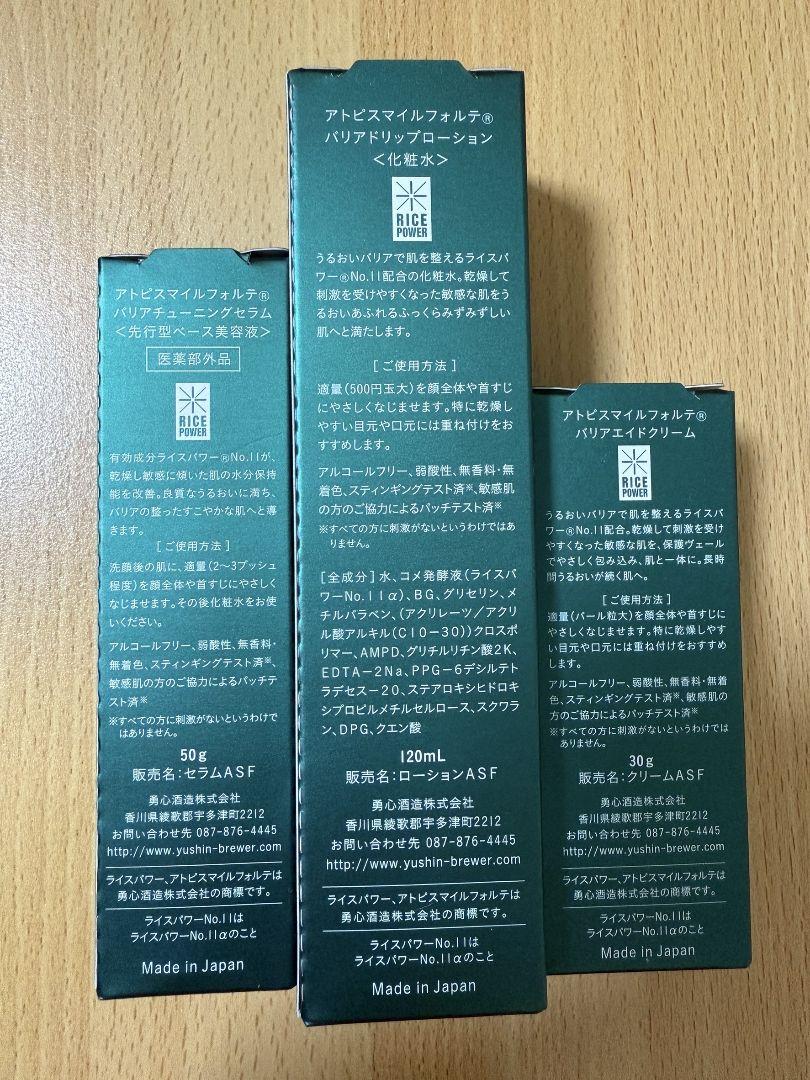 アトピスマイルフォルテ®
バリアチューニングセラム
＜先行型ベース美容液＞
医薬部外品
RICE
POWER
有効成分ライスパワー®No.11が、
乾燥し敏感に傾いた肌の水分保持
能を改善。良質なうるおいに満ち、
バリアの整ったすこやかな肌へと導
きます。
［ご使用方法］
洗顔後の肌に、適量（2〜3プッシュ
程度）を顔全体や首すじにやさしく
なじませます。その後化粧水をお使
いください。
アルコールフリー、弱酸性、無香料・
無着色、スティンギングテスト済※、
敏感肌の方のご協力によるパッチテ
スト済※
※すべての方に刺激がないというわけで
はありません。
50g
販売名：セラムASF
勇心酒造株式会社
香川県綾歌郡宇多津町2212
お問い合わせ先 087-876-4445
http://www.yushin-brewer.com
ライスパワー、アトピスマイルフォルテは
勇心酒造株式会社の商標です。
ライスパワーNo.11は
ライスパワーNo.11αのこと
Made in Japan
アトピスマイルフォルテ®
バリアドリップローション
＜化粧水＞
RICE
POWER
うるおいバリアで肌を整えるライスパ
ワー®No.11配合の化粧水。乾燥して
刺激を受けやすくなった敏感な肌をう
るおいあふれるふっくらみずみずしい
肌へと満たします。
［ご使用方法］
適量（500円玉大）を顔全体や首すじ
にやさしくなじませます。特に乾燥し
やすい目元や口元には重ね付けをお
すすめします。
アルコールフリー、弱酸性、無香料・無
着色、スティンギングテスト済※、敏感肌
の方のご協力によるパッチテスト済※
※すべての方に刺激がないというわけではあ
りません。
［全成分］水、コメ発酵液（ライスパ
ワーNo.11α）、BG、グリセリン、メ
チルパラベン、（アクリレーツ／アクリ
ル酸アルキル（C10－30））クロスポ
リマー、AMPD、グリチルリチン酸2K、
EDTA－2Na、PPG－6デシルテト
ラデセス－20、ステアロキシヒドロキ
シプロピルメチルセルロース、スクワラ
ン、DPG、クエン酸
120mL
販売名：ローションASF
勇心酒造株式会社
香川県綾歌郡宇多津町2212
お問い合わせ先 087-876-4445
http://www.yushin-brewer.com
ライスパワー、アトピスマイルフォルテは
勇心酒造株式会社の商標です。
ライスパワーNo.11は
ライスパワーNo.11αのこと
Made in Japan
アトピスマイルフォルテ®
バリアエイドクリーム
RICE
POWER
うるおいバリアで肌を整えるライスパ
ワー®No.11配合。乾燥して刺激を受け
やすくなった敏感な肌を、保護ヴェール
でやさしく包み込み、肌と一体に。長時
間うるおいが続く肌へ。
［ご使用方法］
適量（パール粒大）を顔全体や首すじに
やさしくなじませます。特に乾燥しやす
い目元や口元には重ね付けをおすすめ
します。
アルコールフリー、弱酸性、無香料・無着
色、スティンギングテスト済※、敏感肌の
方のご協力によるパッチテスト済※
※すべての方に刺激がないというわけでは
ありません。
30g
販売名：クリームASF
勇心酒造株式会社
香川県綾歌郡宇多津町2212
お問い合わせ先 087-876-4445
http://www.yushin-brewer.com
ライスパワー、アトピスマイルフォルテは
勇心酒造株式会社の商標です。
ライスパワーNo.11は
ライスパワーNo.11αのこと
Made in Japan